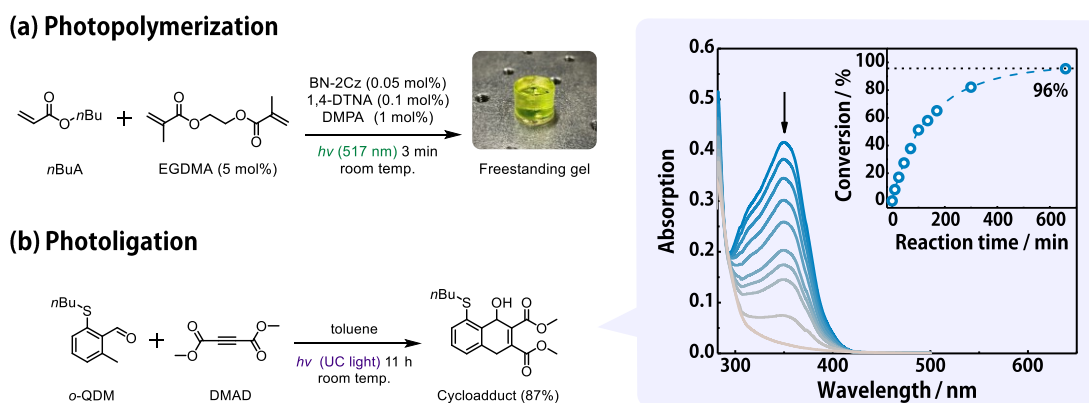 (a) Photopolymerization
O
O
nBu
+
O
O
O
O
BN-2Cz (0.05 mol%)
1,4-DTNA (0.1 mol%)
DMPA (1 mol%)
hv (517 nm) 3 min
room temp.
nBuA
EGDMA (5 mol%)
Freestanding gel
(b) Photoligation
nBu
S
O
+
O
O
O
O
toluene
hv (UC light) 11 h
room temp.
nBu
S
OH
O
O
O
O
o-QDM
DMAD
Cycloadduct (87%)
Absorption
0.6
0.5
0.4
0.3
0.2
0.1
0.0
300
400
500
600
Wavelength / nm
Conversion / %
100
80
60
40
20
0
96%
0
200
400
600
Reaction time / min